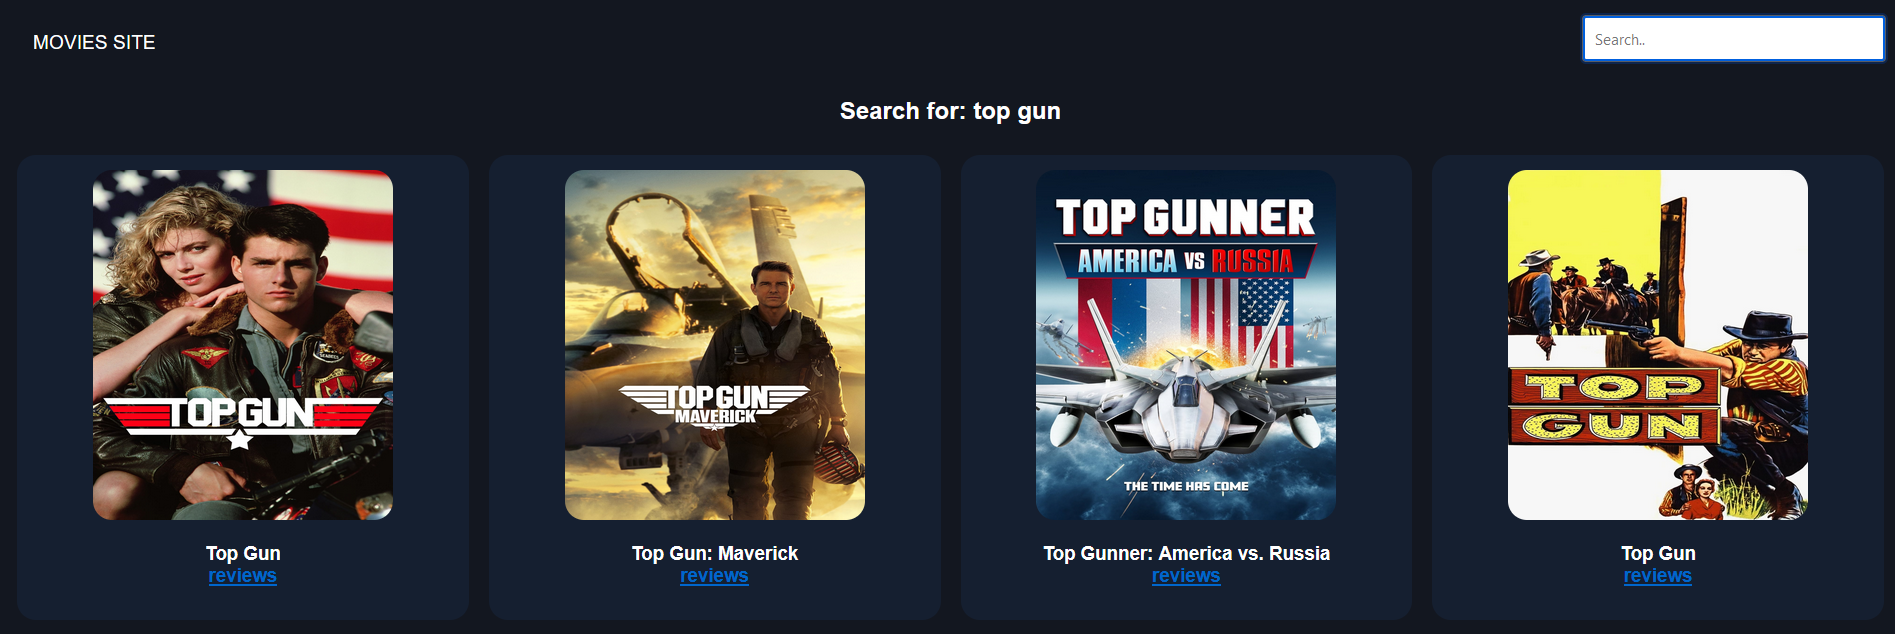 MOVIES SITE
Search..
Search for: top gun
TOP GUN
TOP GUN
MAVERICK
TOP GUNNER
AMERICA VS RUSSIA
THE TIME HAS COME
TOP
GUN
Top Gun
reviews
Top Gun: Maverick
reviews
Top Gunner: America vs. Russia
reviews
Top Gun
reviews